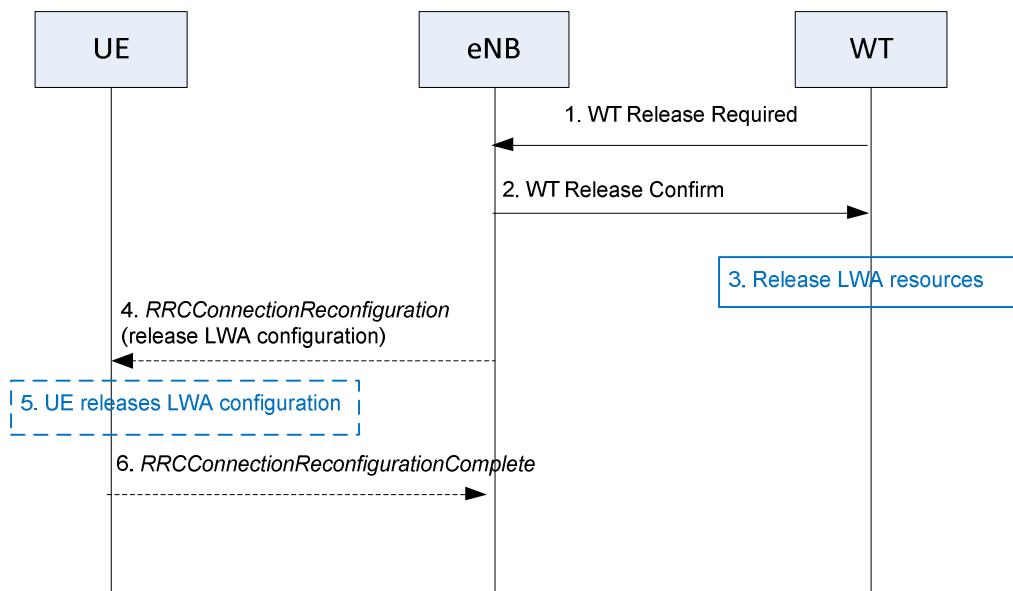 UE
eNB
WT
1. WT Release Required
2. WT Release Confirm
3. Release LWA resources
4. RRCConnectionReconfiguration
(release LWA configuration)
5. UE releases LWA configuration
6. RRCConnectionReconfigurationComplete